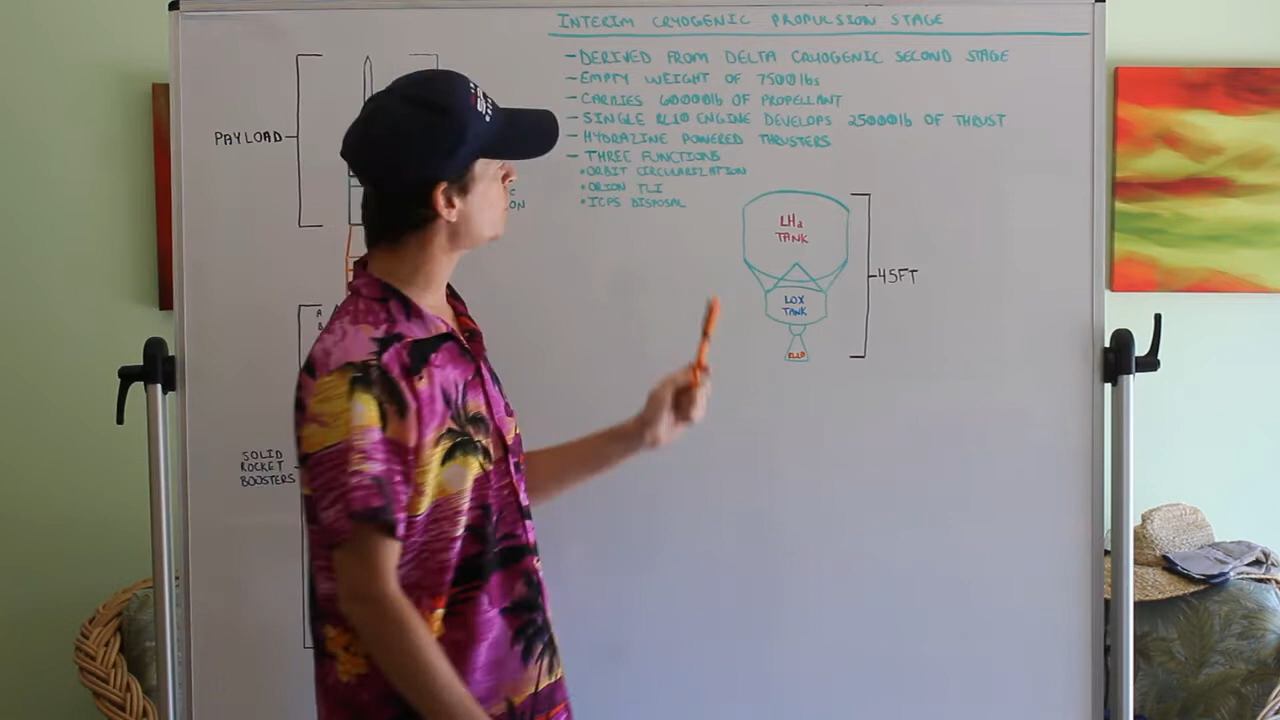 INTERIM CRYOGENIC PROPULSION STAGE
- DERIVED FROM DELTA CRYOGENIC SECOND STAGE
- EMPTY WEIGHT OF 7500lbs
- CARRIES 60000lb OF PROPELLANT
- SINGLE RL10 ENGINE DEVELOPS 25000lb OF THRUST
- HYDRAZINE POWERED THRUSTERS
- THREE FUNCTIONS
• ORBIT CIRCULARIZATION
• ORION TLI
• ICPS DISPOSAL
PAYLOAD
LH2
TANK
LOX
TANK
RL10
45FT
SOLID
ROCKET
BOOSTERS